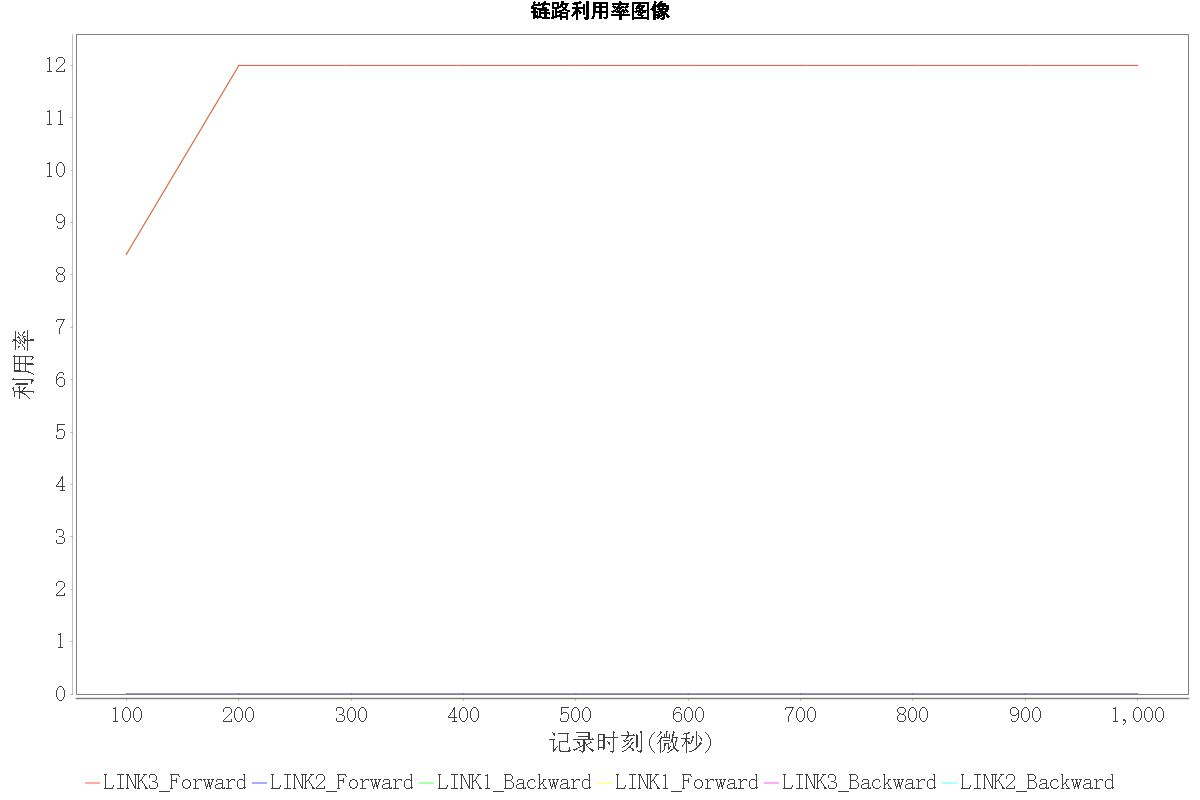 链路利用率图像
12
11
10
9
8
7
6
5
4
3
2
1
0
利用率
100 200 300 400 500 600 700 800 900 1,000
记录时刻(微秒)
LINK3_Forward LINK2_Forward LINK1_Backward LINK1_Forward LINK3_Backward LINK2_Backward